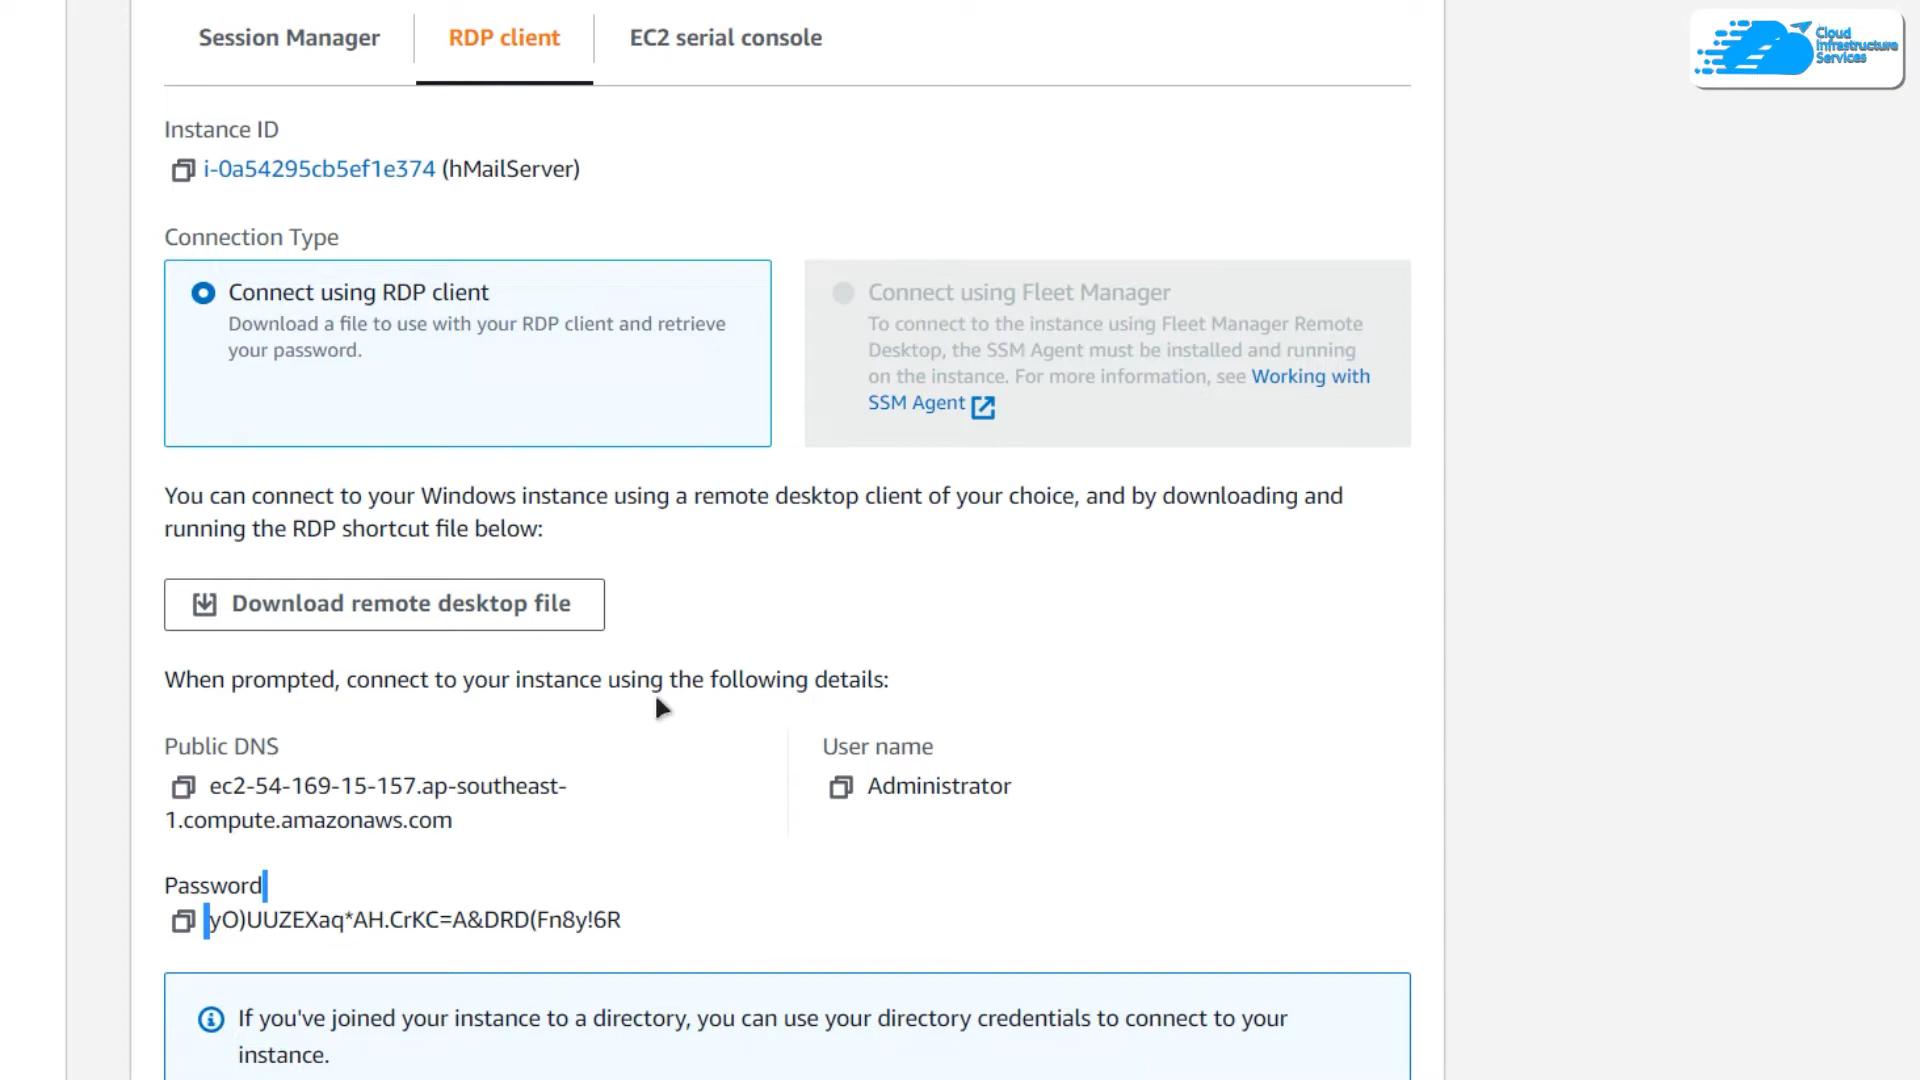 Session Manager
RDP client
EC2 serial console
Cloud
Infrastructure
Services
Instance ID
i-0a54295cb5ef1e374 (hMailServer)
Connection Type
Connect using RDP client
Download a file to use with your RDP client and retrieve
your password.
Connect using Fleet Manager
To connect to the instance using Fleet Manager Remote
Desktop, the SSM Agent must be installed and running
on the instance. For more information, see Working with
SSM Agent
You can connect to your Windows instance using a remote desktop client of your choice, and by downloading and
running the RDP shortcut file below:
Download remote desktop file
When prompted, connect to your instance using the following details:
Public DNS
ec2-54-169-15-157.ap-southeast-
1.compute.amazonaws.com
User name
Administrator
Password
yO)UUZEXaq*AH.CrKC=A&DRD(Fn8y!6R
If you've joined your instance to a directory, you can use your directory credentials to connect to your
instance.